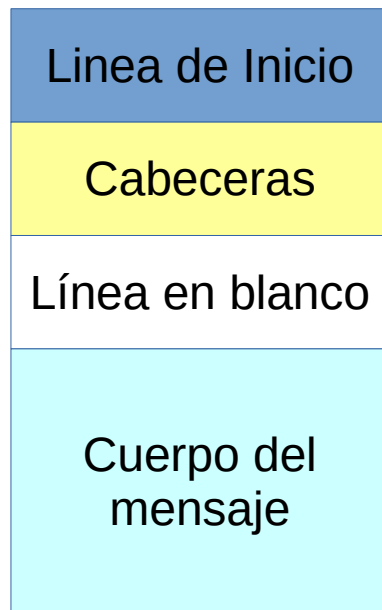 Linea de Inicio
Cabeceras
Línea en blanco
Cuerpo del
mensaje